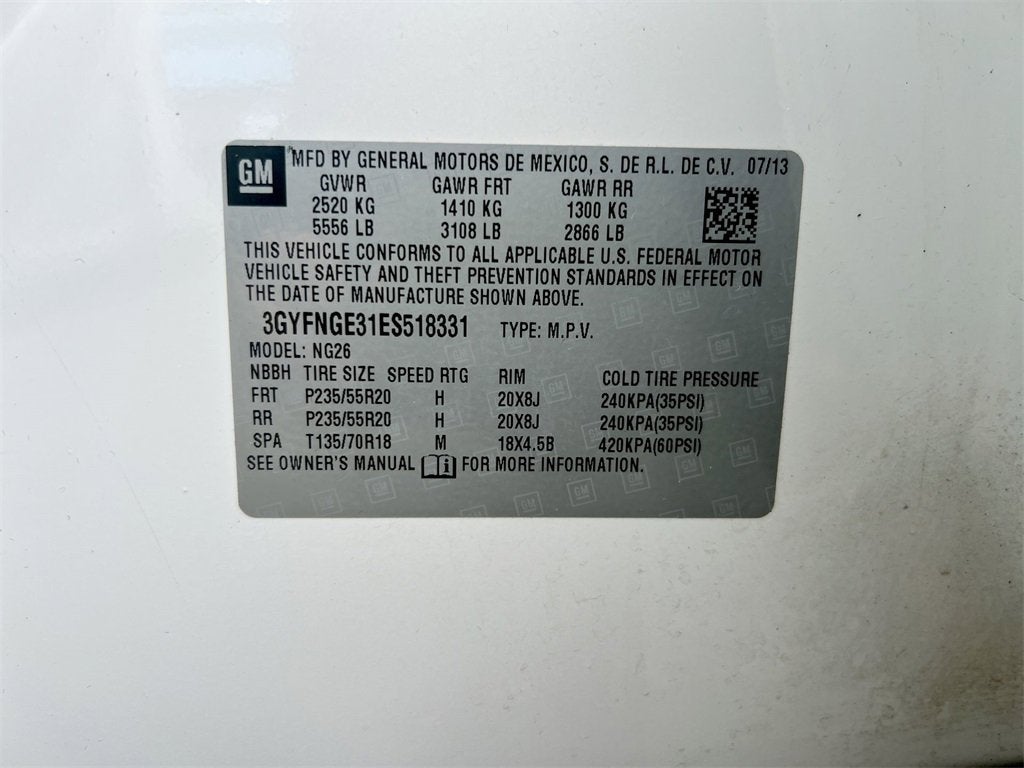 GM MFD BY GENERAL MOTORS DE MEXICO, S. DE R.L. DE C.V. 07/13
GVWR GAWR FRT GAWR RR
2520 KG 1410 KG 1300 KG
5556 LB 3108 LB 2866 LB
THIS VEHICLE CONFORMS TO ALL APPLICABLE U.S. FEDERAL MOTOR
VEHICLE SAFETY AND THEFT PREVENTION STANDARDS IN EFFECT ON
THE DATE OF MANUFACTURE SHOWN ABOVE.
3GYFNGE31ES518331 TYPE: M.P.V.
MODEL: NG26
NBBH TIRE SIZE SPEED RTG RIM COLD TIRE PRESSURE
FRT P235/55R20 H 20X8J 240KPA(35PSI)
RR P235/55R20 H 20X8J 240KPA(35PSI)
SPA T135/70R18 M 18X4.5B 420KPA(60PSI)
SEE OWNER'S MANUAL i FOR MORE INFORMATION.